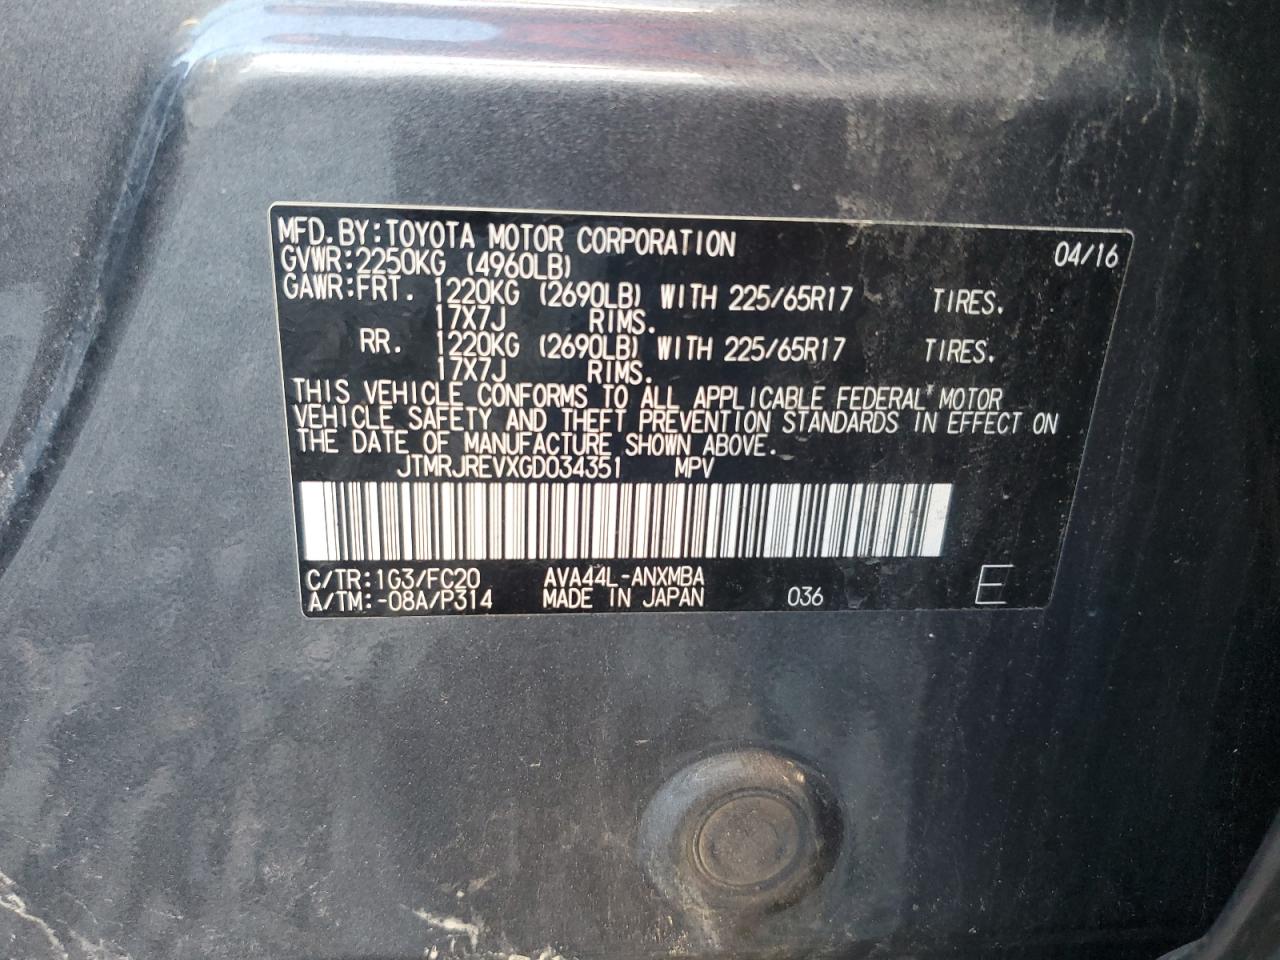 MFD. BY: TOYOTA MOTOR CORPORATION 04/16
GVWR: 2250KG (4960LB)
GAWR: FRT. 1220KG (2690LB) WITH 225/65R17 TIRES.
17X7J RIMS.
RR. 1220KG (2690LB) WITH 225/65R17 TIRES.
17X7J RIMS.
THIS VEHICLE CONFORMS TO ALL APPLICABLE FEDERAL MOTOR
VEHICLE SAFETY AND THEFT PREVENTION STANDARDS IN EFFECT ON
THE DATE OF MANUFACTURE SHOWN ABOVE.
JTMRJREVXGD034351 MPV
C/TR: 1G3/FC20 AVA44L-ANXMBA
A/TM: -08A/P314 MADE IN JAPAN 036 E